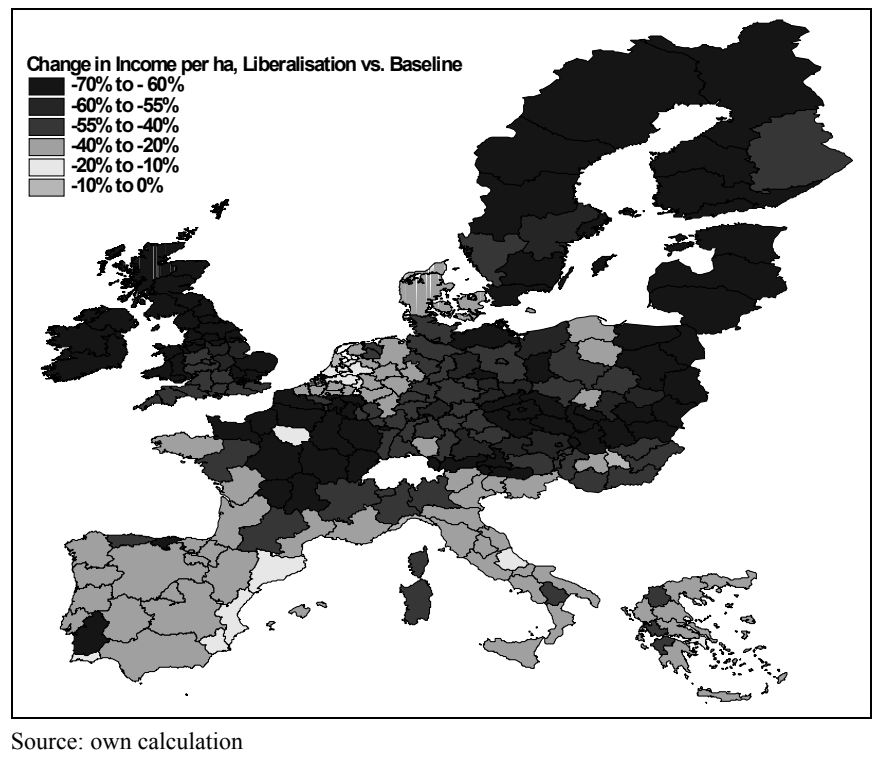 Change in Income per ha, Liberalisation vs. Baseline
-70% to - 60%
-60% to -55%
-55% to -40%
-40% to -20%
-20% to -10%
-10% to 0%
Source: own calculation